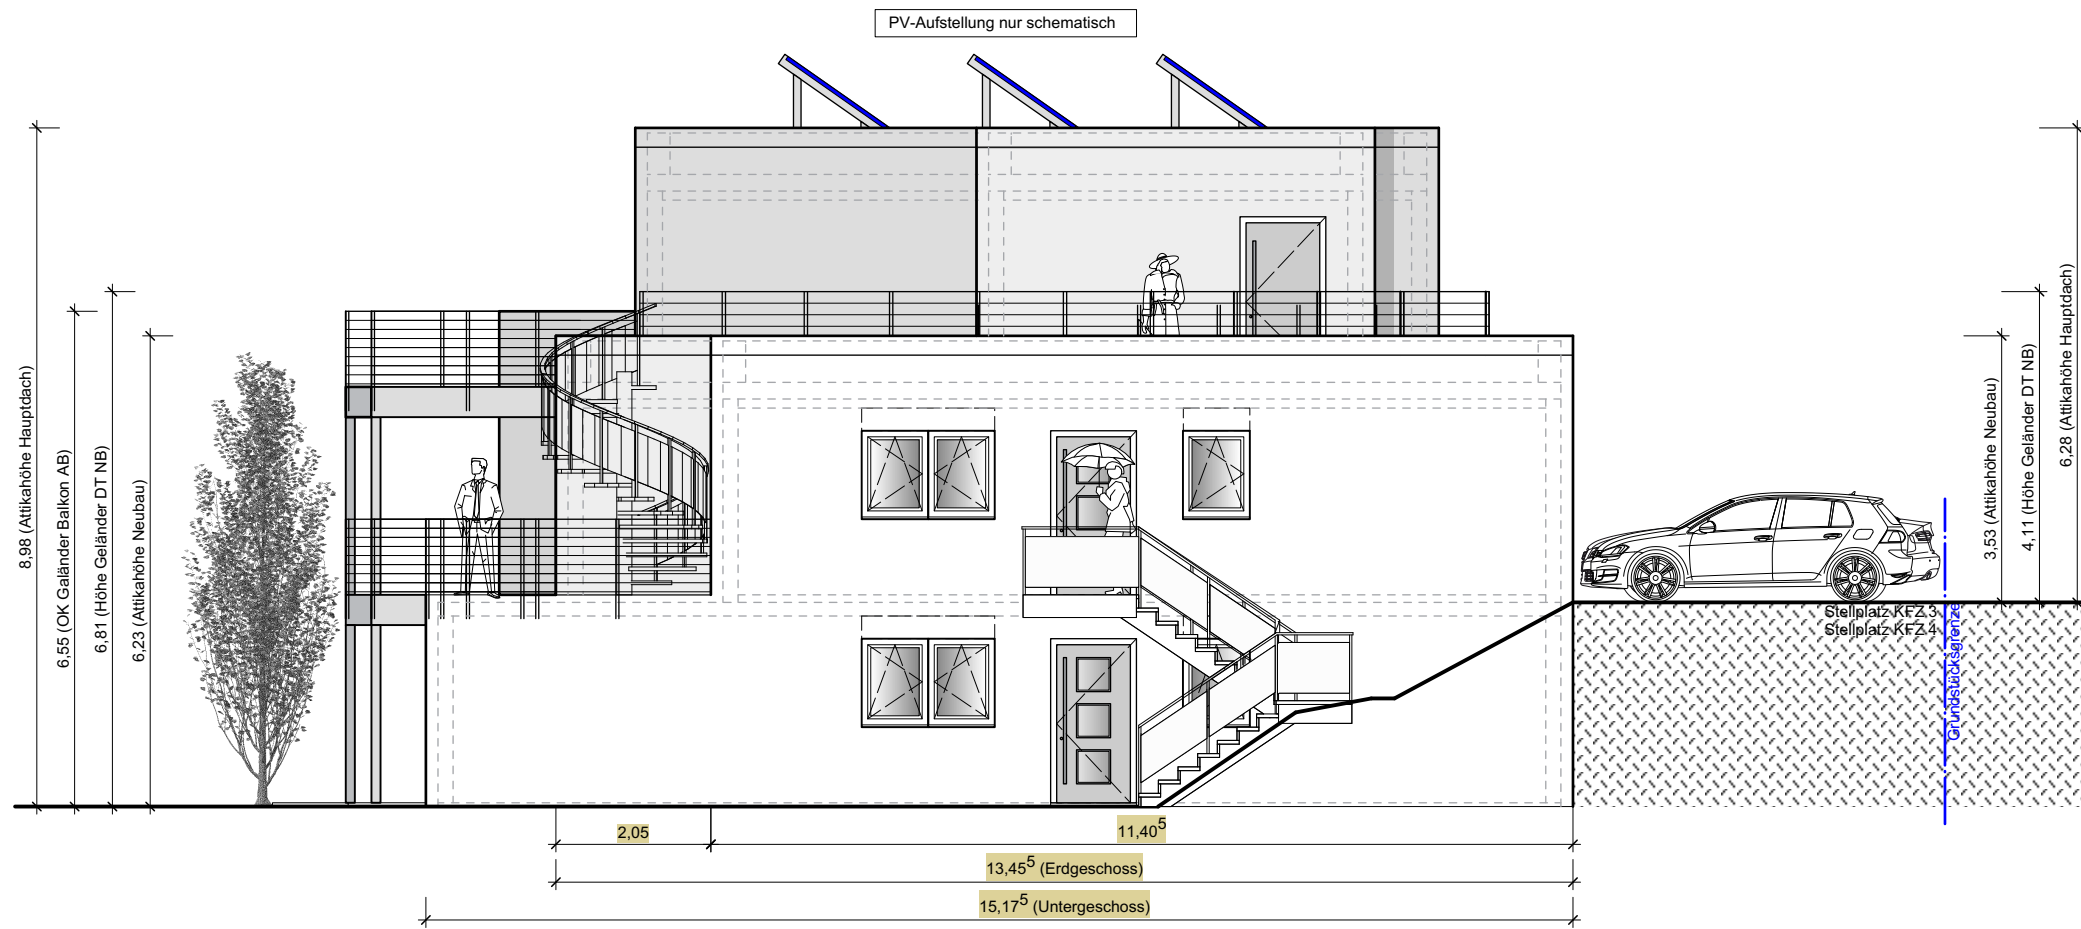 PV-Aufstellung nur schematisch
8,98 (Attikahöhe Hauptdach)
6,55 (OK Galänder Balkon AB)
6,81 (Höhe Geländer DT NB)
6,23 (Attikahöhe Neubau)
3,53 (Attikahöhe Neubau)
4,11 (Höhe Geländer DT NB)
6,28 (Attikahöhe Hauptdach)
Stellplatz KFZ 3
Stellplatz KFZ 4
Grundstücksgrenze
2,05
11,40⁵
13,45⁵ (Erdgeschoss)
15,17⁵ (Untergeschoss)